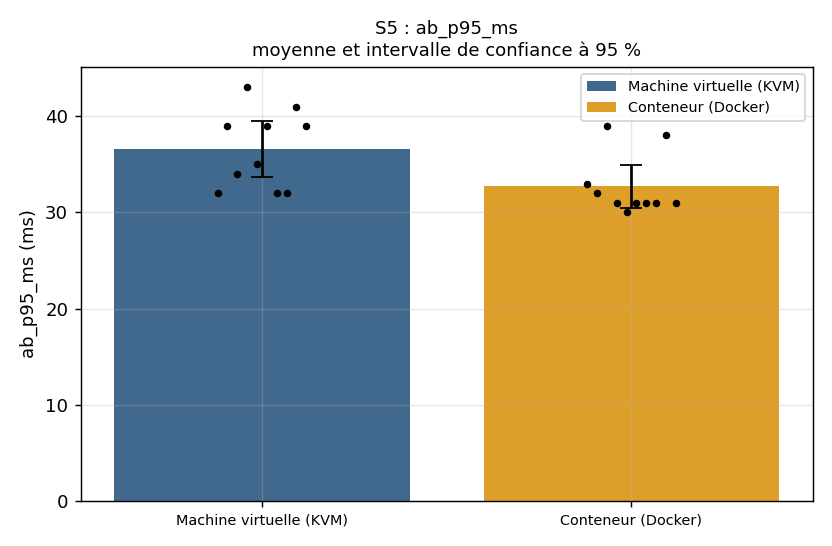 S5 : ab_p95_ms
moyenne et intervalle de confiance à 95 %
Machine virtuelle (KVM)
Conteneur (Docker)
ab_p95_ms (ms)
40
30
20
10
0
Machine virtuelle (KVM)
Conteneur (Docker)